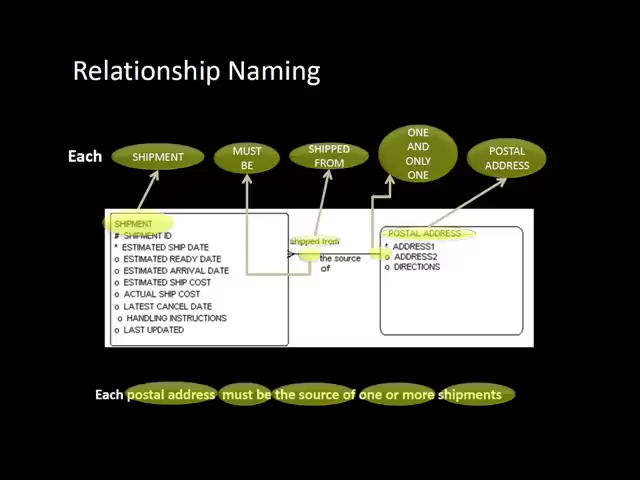 Relationship Naming
Each
SHIPMENT
MUST
BE
SHIPPED
FROM
ONE
AND
ONLY
ONE
POSTAL
ADDRESS
SHIPMENT
# SHIPMENT ID
* ESTIMATED SHIP DATE
o ESTIMATED READY DATE
o ESTIMATED ARRIVAL DATE
o ESTIMATED SHIP COST
o ACTUAL SHIP COST
o LATEST CANCEL DATE
o HANDLING INSTRUCTIONS
o LAST UPDATED
shipped from
the source
of
POSTAL ADDRESS
* ADDRESS1
o ADDRESS2
o DIRECTIONS
Each postal address must be the source of one or more shipments